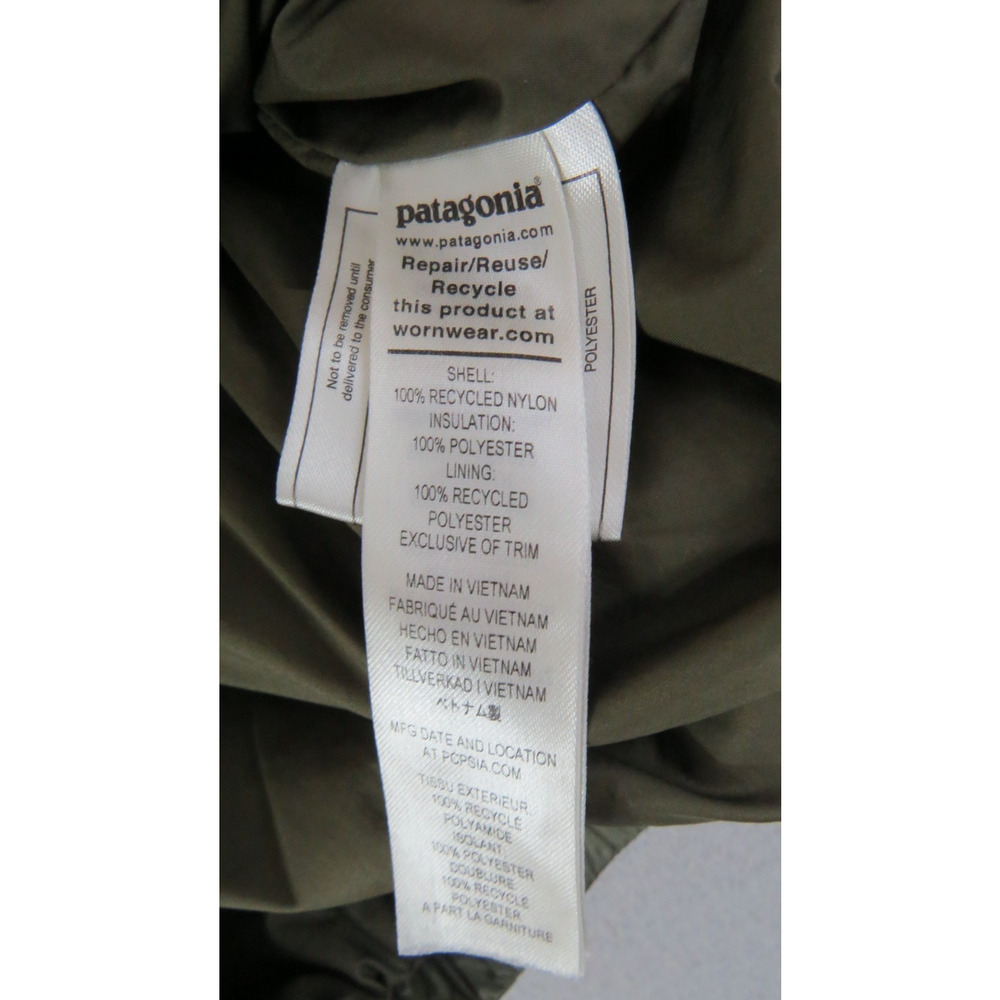 patagonia®
www.patagonia.com
Repair/Reuse/
Recycle
this product at
wornwear.com
SHELL:
100% RECYCLED NYLON
INSULATION:
100% POLYESTER
LINING:
100% RECYCLED
POLYESTER
EXCLUSIVE OF TRIM
MADE IN VIETNAM
FABRIQUÉ AU VIETNAM
HECHO EN VIETNAM
FATTO IN VIETNAM
TILLVERKAD I VIETNAM
ベトナム製
MFG DATE AND LOCATION
AT PCPSIA.COM
TISSU EXTERIEUR
100% RECYCLÉ
POLYAMIDE
ISOLANT:
100% POLYESTER
DOUBLURE:
100% RECYCLÉ
POLYESTER
A PART LA GARNITURE
Not to be removed until
delivered to the consumer
POLYESTER